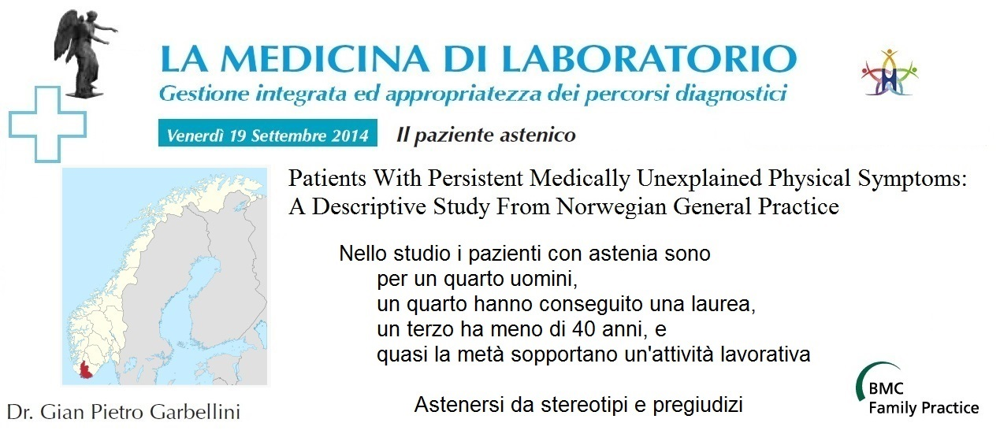 LA MEDICINA DI LABORATORIO
Gestione integrata ed appropriatezza dei percorsi diagnostici
H
Venerdì 19 Settembre 2014 Il paziente astenico
Patients With Persistent Medically Unexplained Physical Symptoms:
A Descriptive Study From Norwegian General Practice
Nello studio i pazienti con astenia sono
per un quarto uomini,
un quarto hanno conseguito una laurea,
un terzo ha meno di 40 anni, e
quasi la metà sopportano un'attività lavorativa
Astenersi da stereotipi e pregiudizi
Dr. Gian Pietro Garbellini
BMC
Family Practice